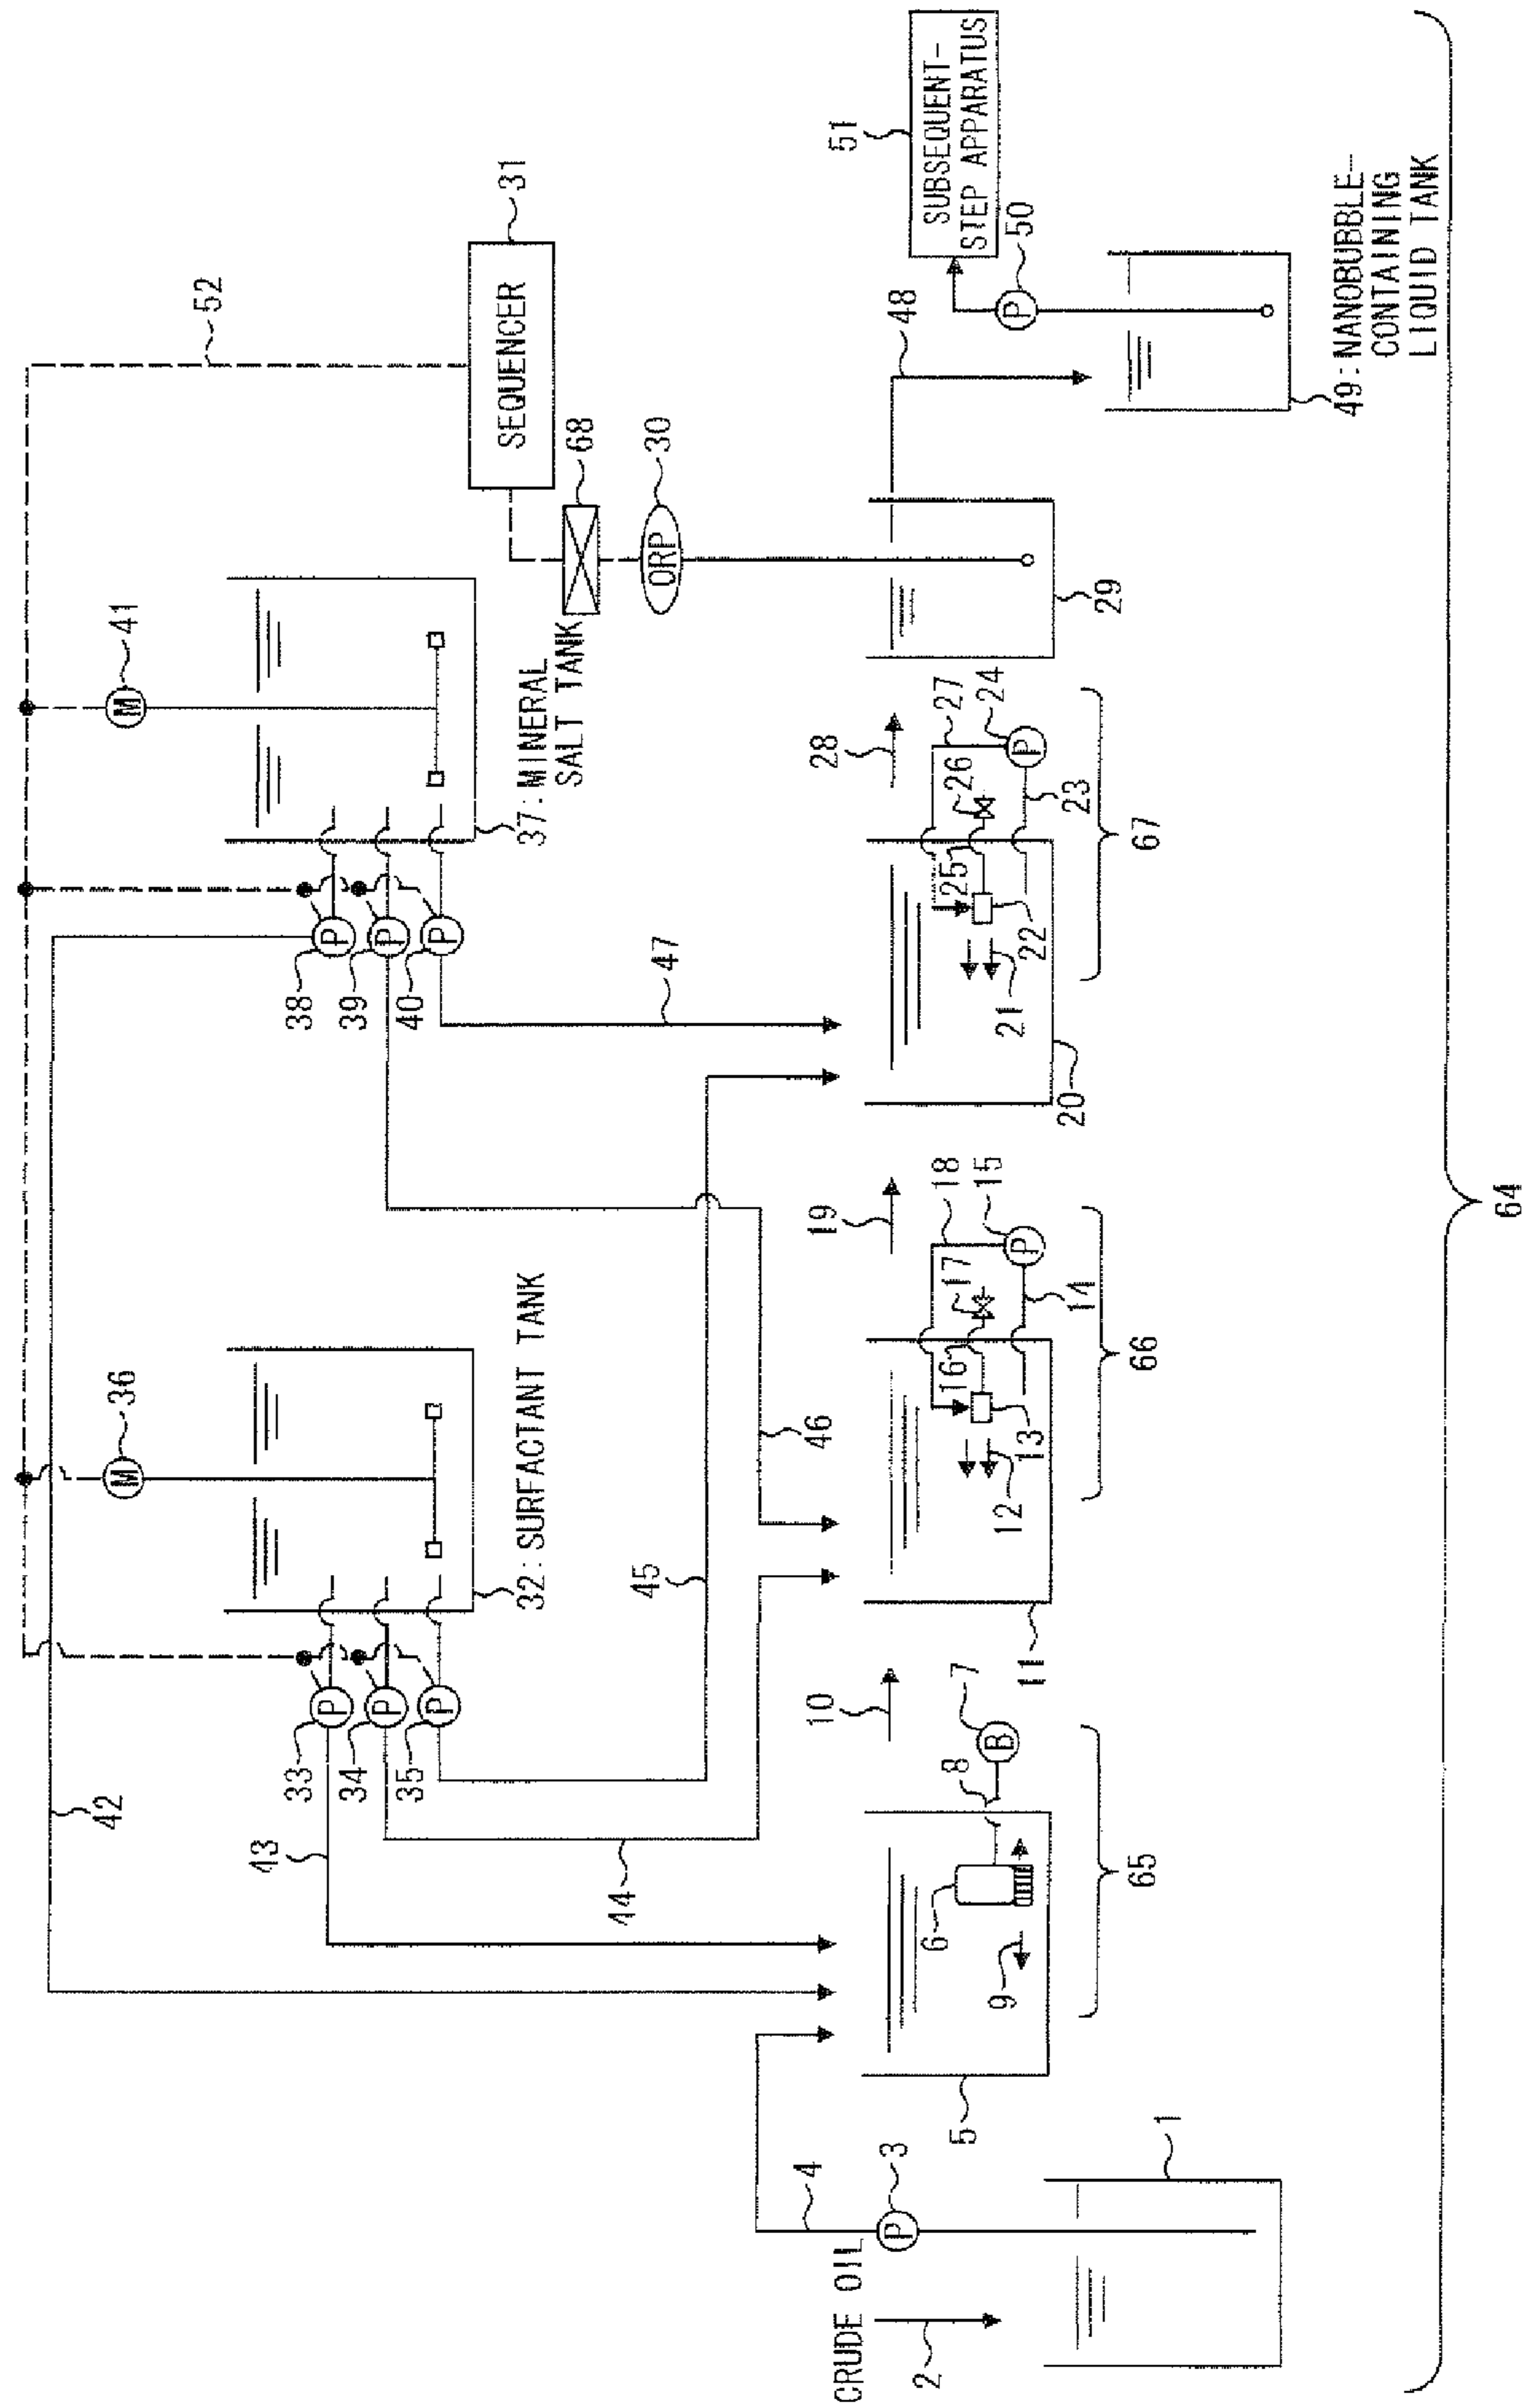 52
42
36
M
41
M
31
SEQUENCER
33
P
34
P
35
P
38
P
39
P
40
P
43
32:SURFACTANT TANK
37:MINERAL
SALT TANK
68
30
ORP
44
45
46
47
51
SUBSEQUENT-
STEP APPARATUS
CRUDE OIL
2
4
3
P
10
19
28
48
50
P
5
6
7
B
8
9
11
12
13
14
15
P
16
17
18
20
21
22
23
24
P
25
26
27
29
1
65
66
67
49:NANOBUBBLE-
CONTAINING
LIQUID TANK
64